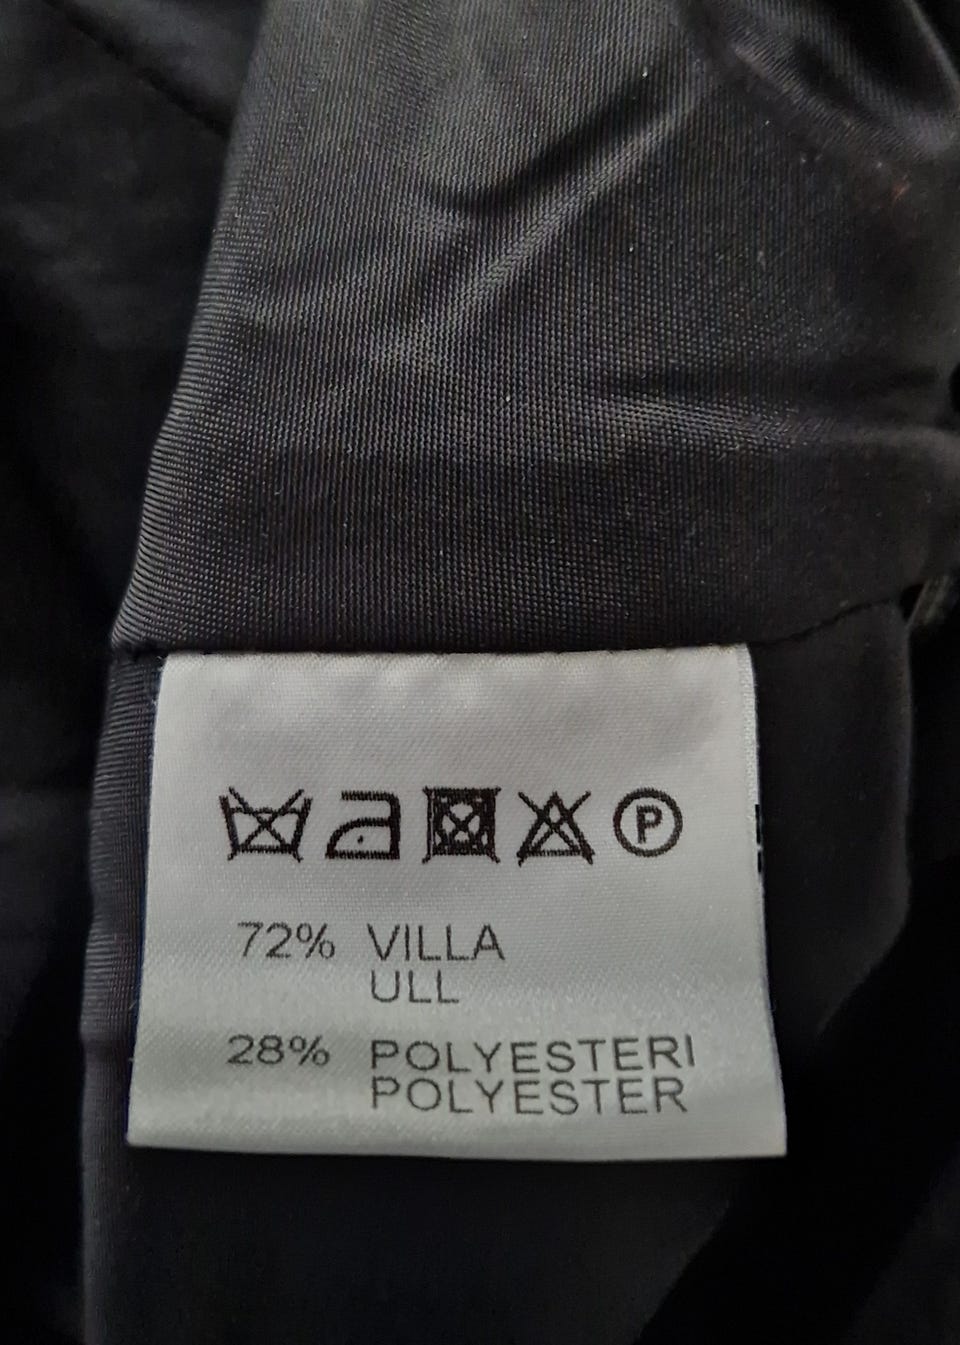 P
72% VILLA
ULL
28% POLYESTERI
POLYESTER